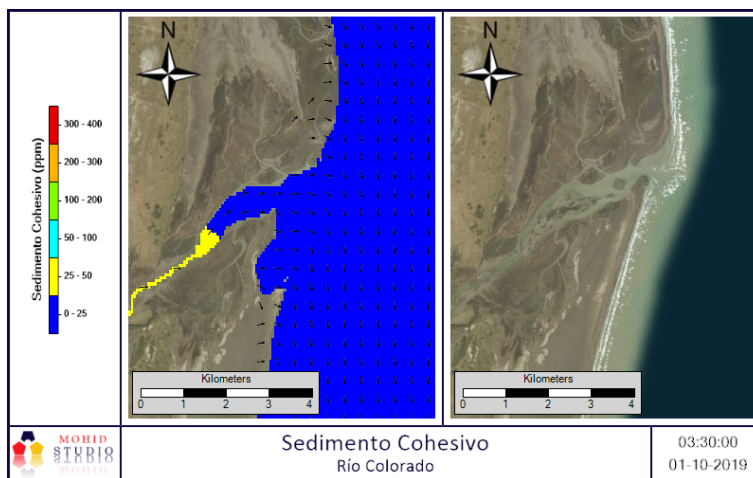 N
N
Sedimento Cohesivo (ppm)
300 - 400
200 - 300
100 - 200
50 - 100
25 - 50
0 - 25
Kilometers
0 1 2 3 4
Kilometers
0 1 2 3 4
MOHID
STUDIO
Sedimento Cohesivo
Río Colorado
03:30:00
01-10-2019